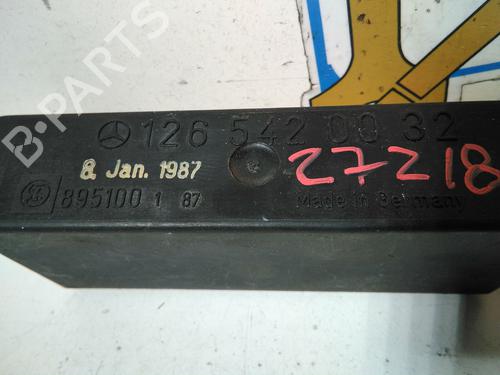 B-PARTS
126 542 00 32
8 Jan. 1987
27218
895100 1 87
Made in Germany